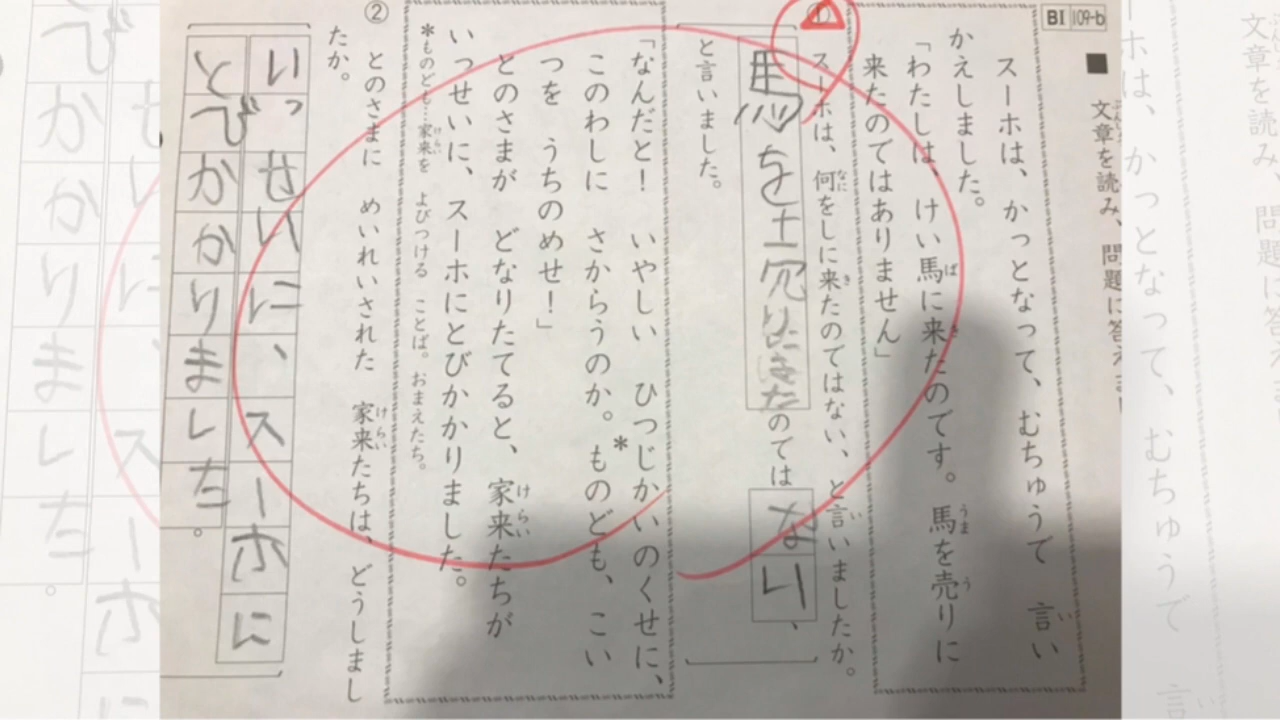 BI 109-b
■ 文章を読み、問題に答えまし
スーホは、かっとなって、むちゅうで 言い
かえしました。
「わたしは、けい馬に来たのです。馬を売りに
来たのではありません」
① スーホは、何をしに来たのではない、と言いましたか。
馬を売りにきたのではない、
と言いました。
「なんだと! いやしい ひつじかいのくせに、
このわしに さからうのか。*ものども、こい
つを うちのめせ!」
とのさまが どなりたてると、家来たちが
いっせいに、スーホにとびかかりました。
*ものども…家来を よびつける ことば。おまえたち。
② とのさまに めいれいされた 家来たちは、どうしまし
たか。
いっせいに、スーホに
とびかかりました。